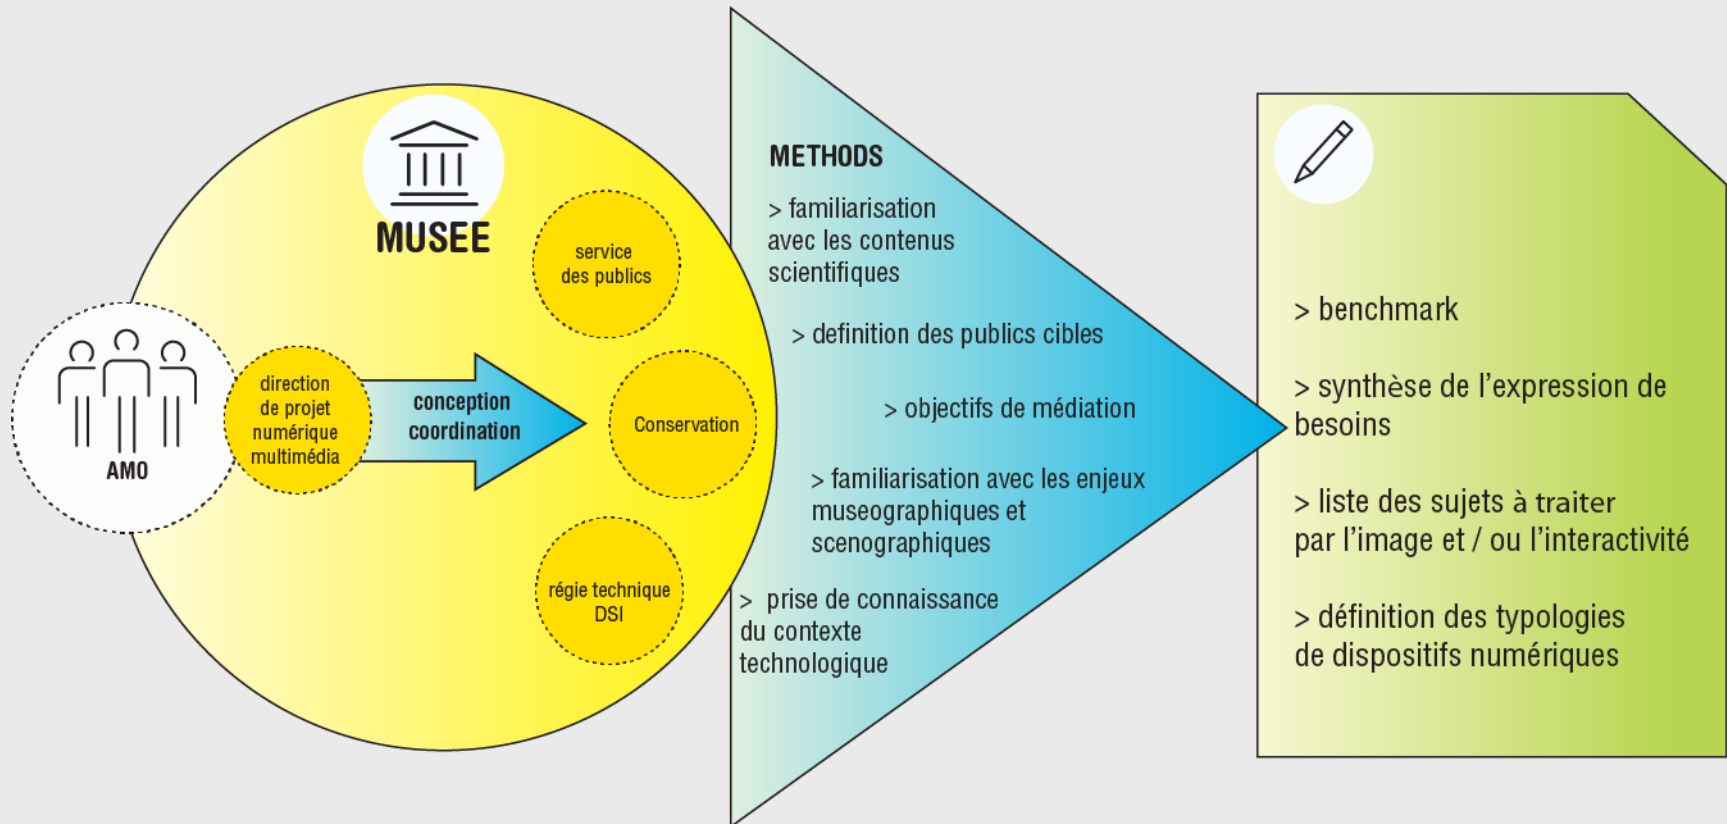 MUSEE
service
des publics
AMO
direction
de projet
numérique
multimédia
conception
coordination
Conservation
régie technique
DSI
METHODS
> familiarisation
avec les contenus
scientifiques
> definition des publics cibles
> objectifs de médiation
> familiarisation avec les enjeux
museographiques et
scenographiques
> prise de connaissance
du contexte
technologique
> benchmark
> synthèse de l'expression de
besoins
> liste des sujets à traiter
par l'image et / ou l'interactivité
> définition des typologies
de dispositifs numériques